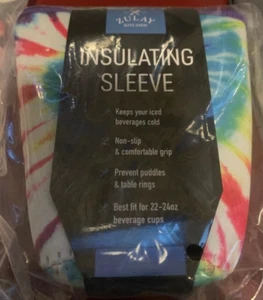 ZULAY
INSULATING
SLEEVE
Keeps your iced
beverages cold
Non-slip
& comfortable grip
Prevent puddles
& table rings
Best fit for 22-24oz
beverage cups